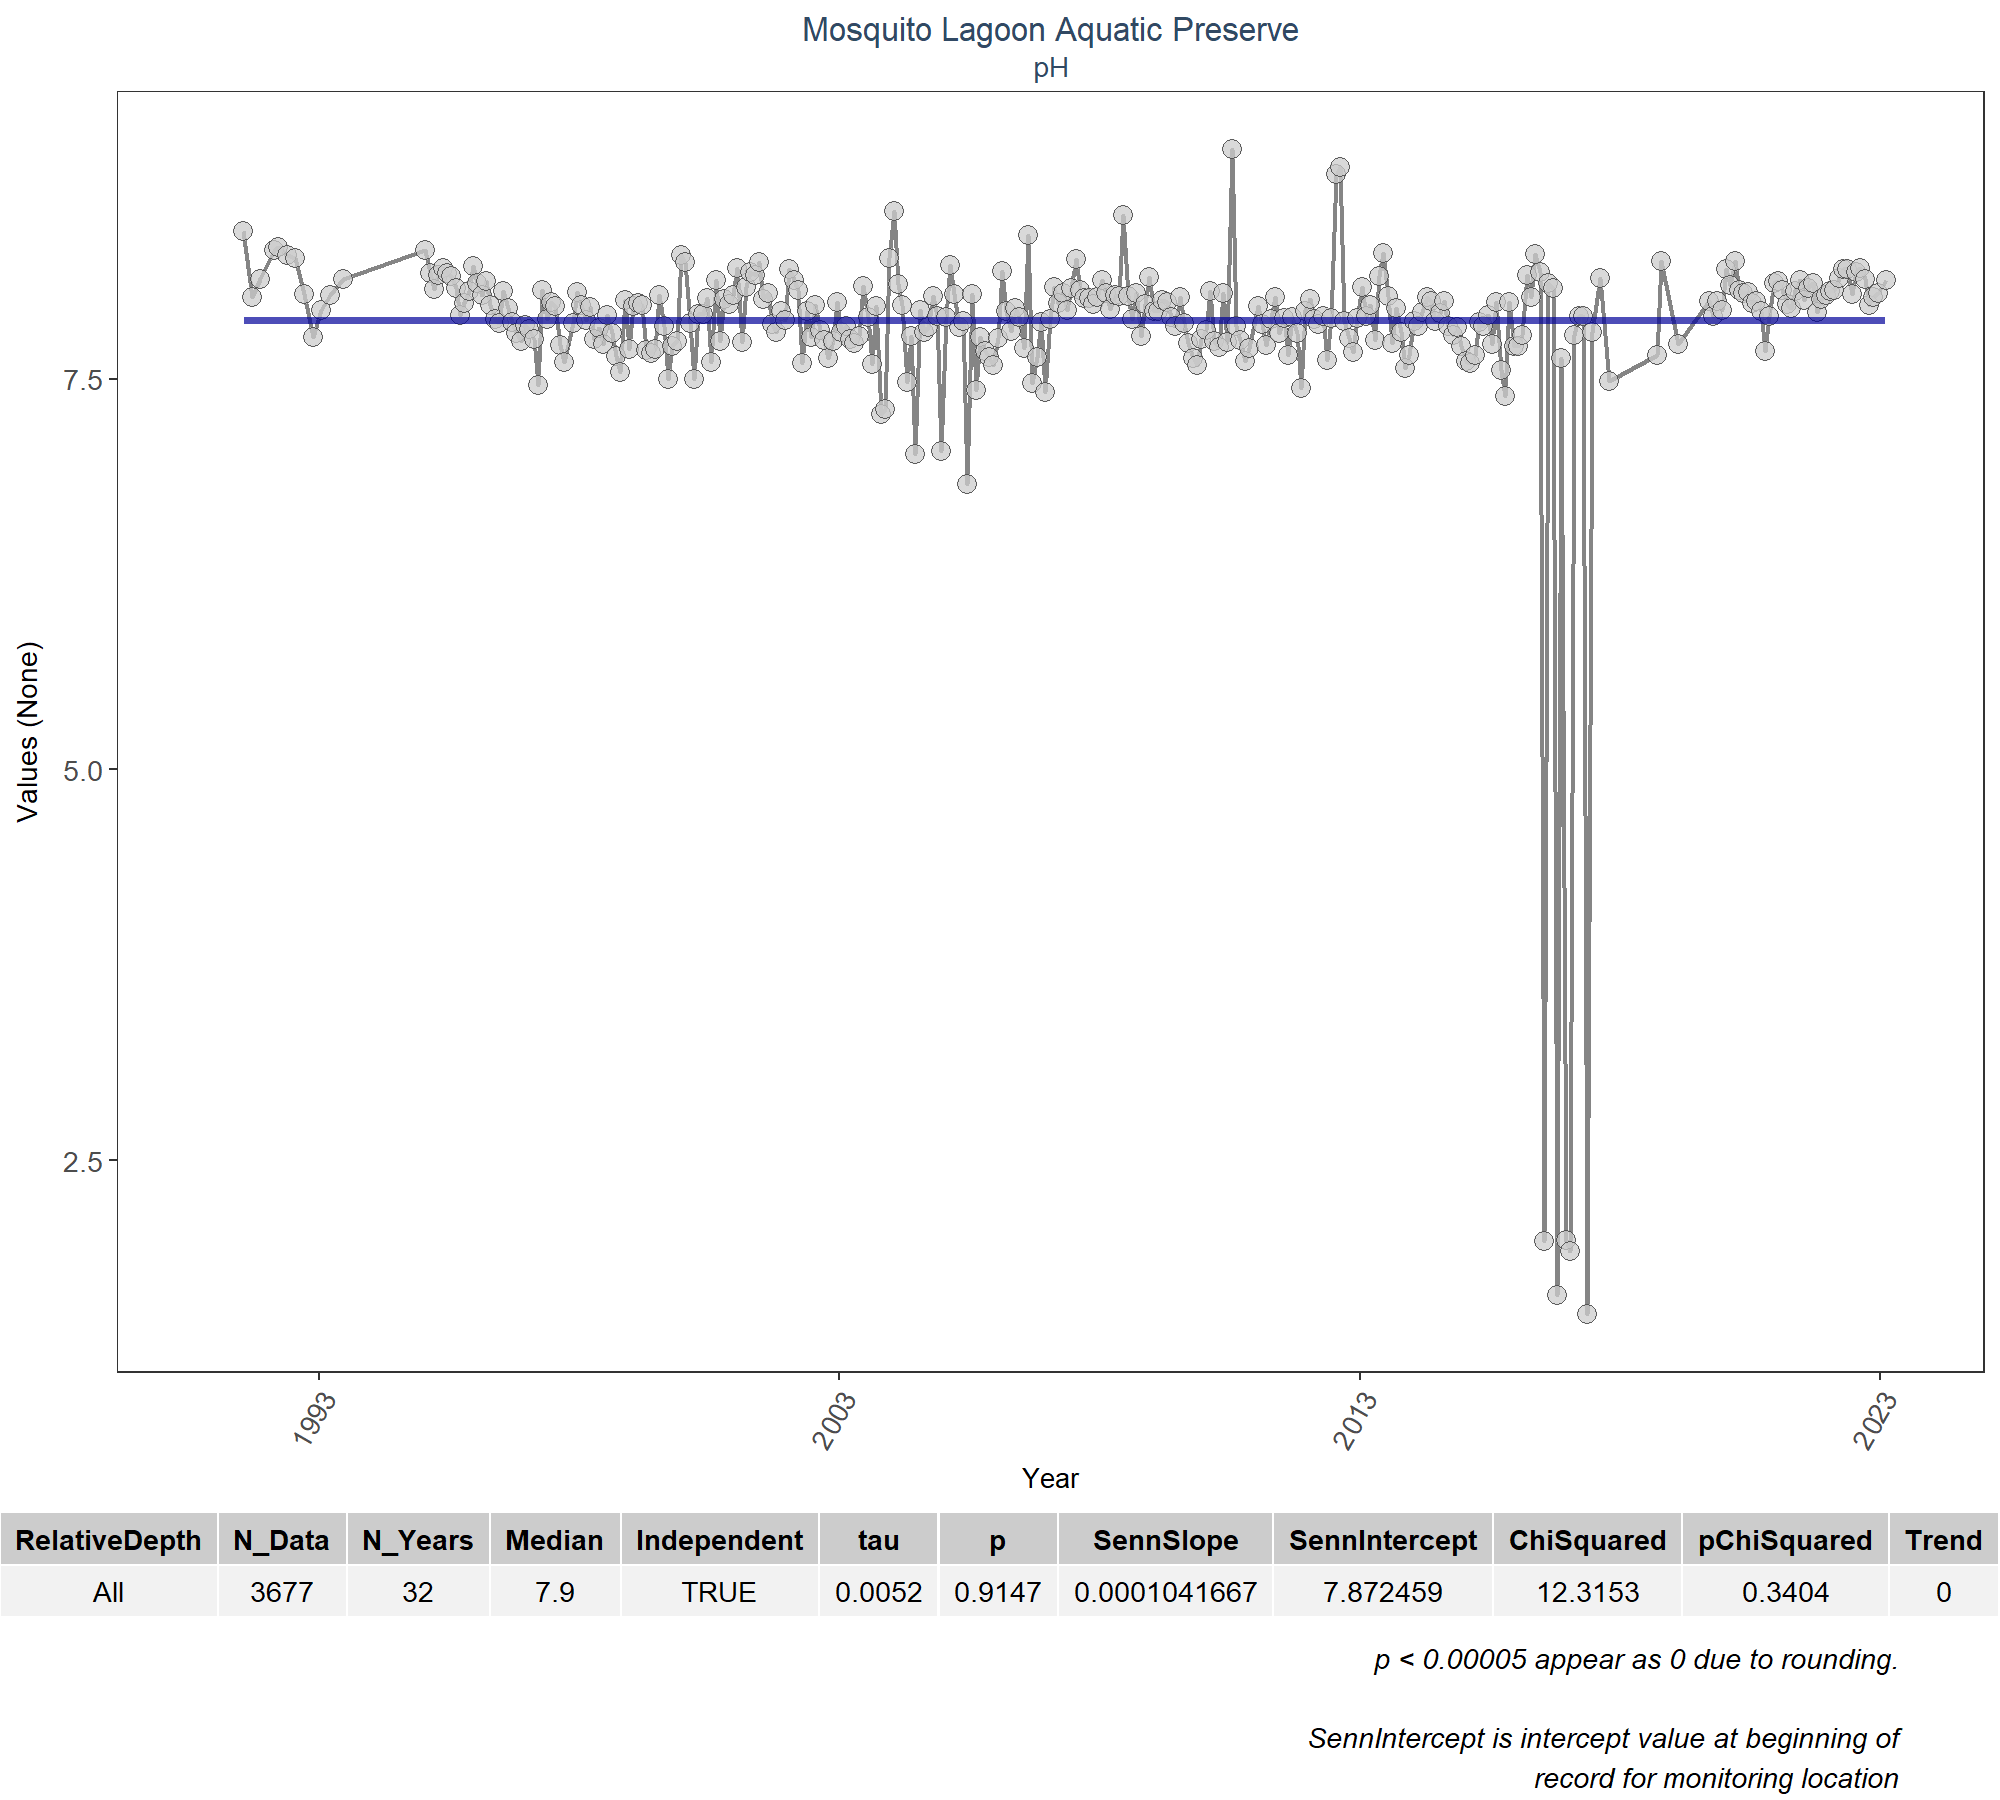 Mosquito Lagoon Aquatic Preserve
pH
Values (None)
7.5
5.0
2.5
1993 2003 2013 2023
Year
RelativeDepth N_Data N_Years Median Independent tau p SennSlope SennIntercept ChiSquared pChiSquared Trend
All 3677 32 7.9 TRUE 0.0052 0.9147 0.0001041667 7.872459 12.3153 0.3404 0
p < 0.00005 appear as 0 due to rounding.
SennIntercept is intercept value at beginning of
record for monitoring location